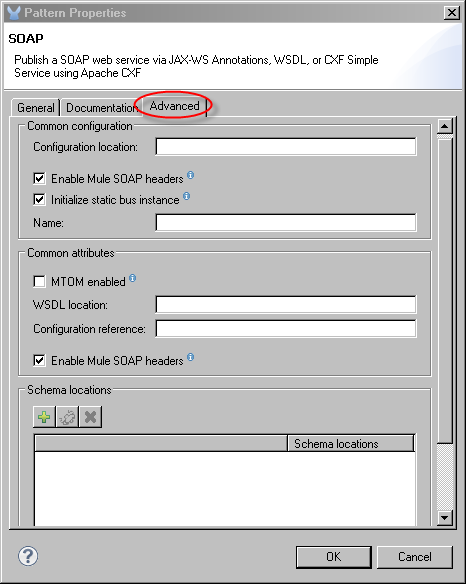 Pattern Properties
SOAP
Publish a SOAP web service via JAX-WS Annotations, WSDL, or CXF Simple
Service using Apache CXF
General Documentation Advanced
Common configuration
Configuration location:
Enable Mule SOAP headers
Initialize static bus instance
Name:
Common attributes
MTOM enabled
WSDL location:
Configuration reference:
Enable Mule SOAP headers
Schema locations
Schema locations
OK Cancel